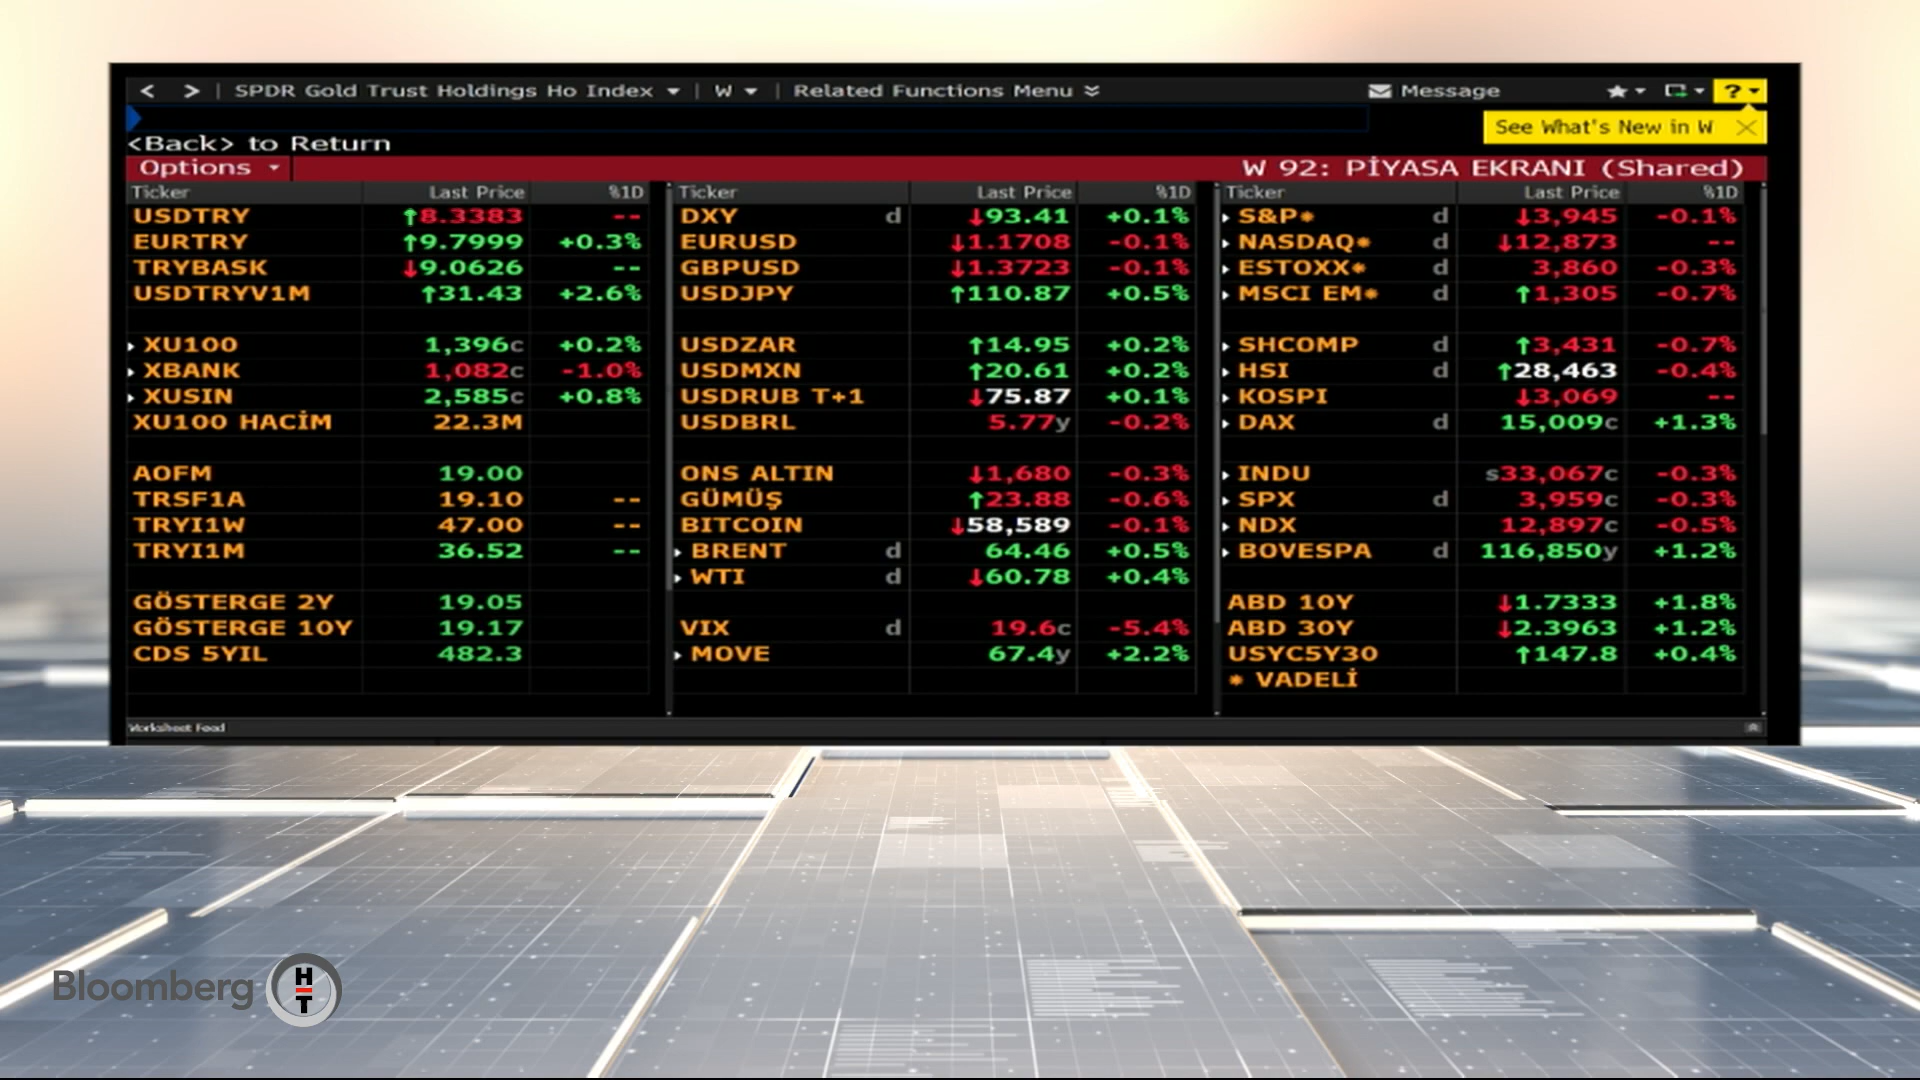 < > | SPDR Gold Trust Holdings Ho Index | W | Related Functions Menu Message ?
See What's New in W
<Back> to Return
Options W 92: PİYASA EKRANI (Shared)
Ticker Last Price %1D
USDTRY ↑8.3383 --
EURTRY ↑9.7999 +0.3%
TRYBASK ↓9.0626 --
USDTRYV1M ↑31.43 +2.6%
XU100 1,396c +0.2%
XBANK 1,082c -1.0%
XUSIN 2,585c +0.8%
XU100 HACİM 22.3M
AOFM 19.00
TRSF1A 19.10 --
TRYI1W 47.00 --
TRYI1M 36.52 --
GÖSTERGE 2Y 19.05
GÖSTERGE 10Y 19.17
CDS 5YIL 482.3
Ticker Last Price %1D
DXY d ↓93.41 +0.1%
EURUSD ↓1.1708 -0.1%
GBPUSD ↓1.3723 -0.1%
USDJPY ↑110.87 +0.5%
USDZAR ↑14.95 +0.2%
USDMXN ↑20.61 +0.2%
USDRUB T+1 ↓75.87 +0.1%
USDBRL 5.77y -0.2%
ONS ALTIN ↓1,680 -0.3%
GÜMÜŞ ↑23.88 -0.6%
BITCOIN ↓58,589 -0.1%
BRENT d 64.46 +0.5%
WTI d ↓60.78 +0.4%
VIX d 19.6c -5.4%
MOVE 67.4y +2.2%
Ticker Last Price %1D
S&P* d ↓3,945 -0.1%
NASDAQ* d ↓12,873 --
ESTOXX* d 3,860 -0.3%
MSCI EM* d ↑1,305 -0.7%
SHCOMP d ↑3,431 -0.7%
HSI d ↑28,463 -0.4%
KOSPI ↓3,069 --
DAX d 15,009c +1.3%
INDU s33,067c -0.3%
SPX d 3,959c -0.3%
NDX 12,897c -0.5%
BOVESPA d 116,850y +1.2%
ABD 10Y ↓1.7333 +1.8%
ABD 30Y ↓2.3963 +1.2%
USYC5Y30 ↑147.8 +0.4%
* VADELİ
Worksheet Feed
Bloomberg HT